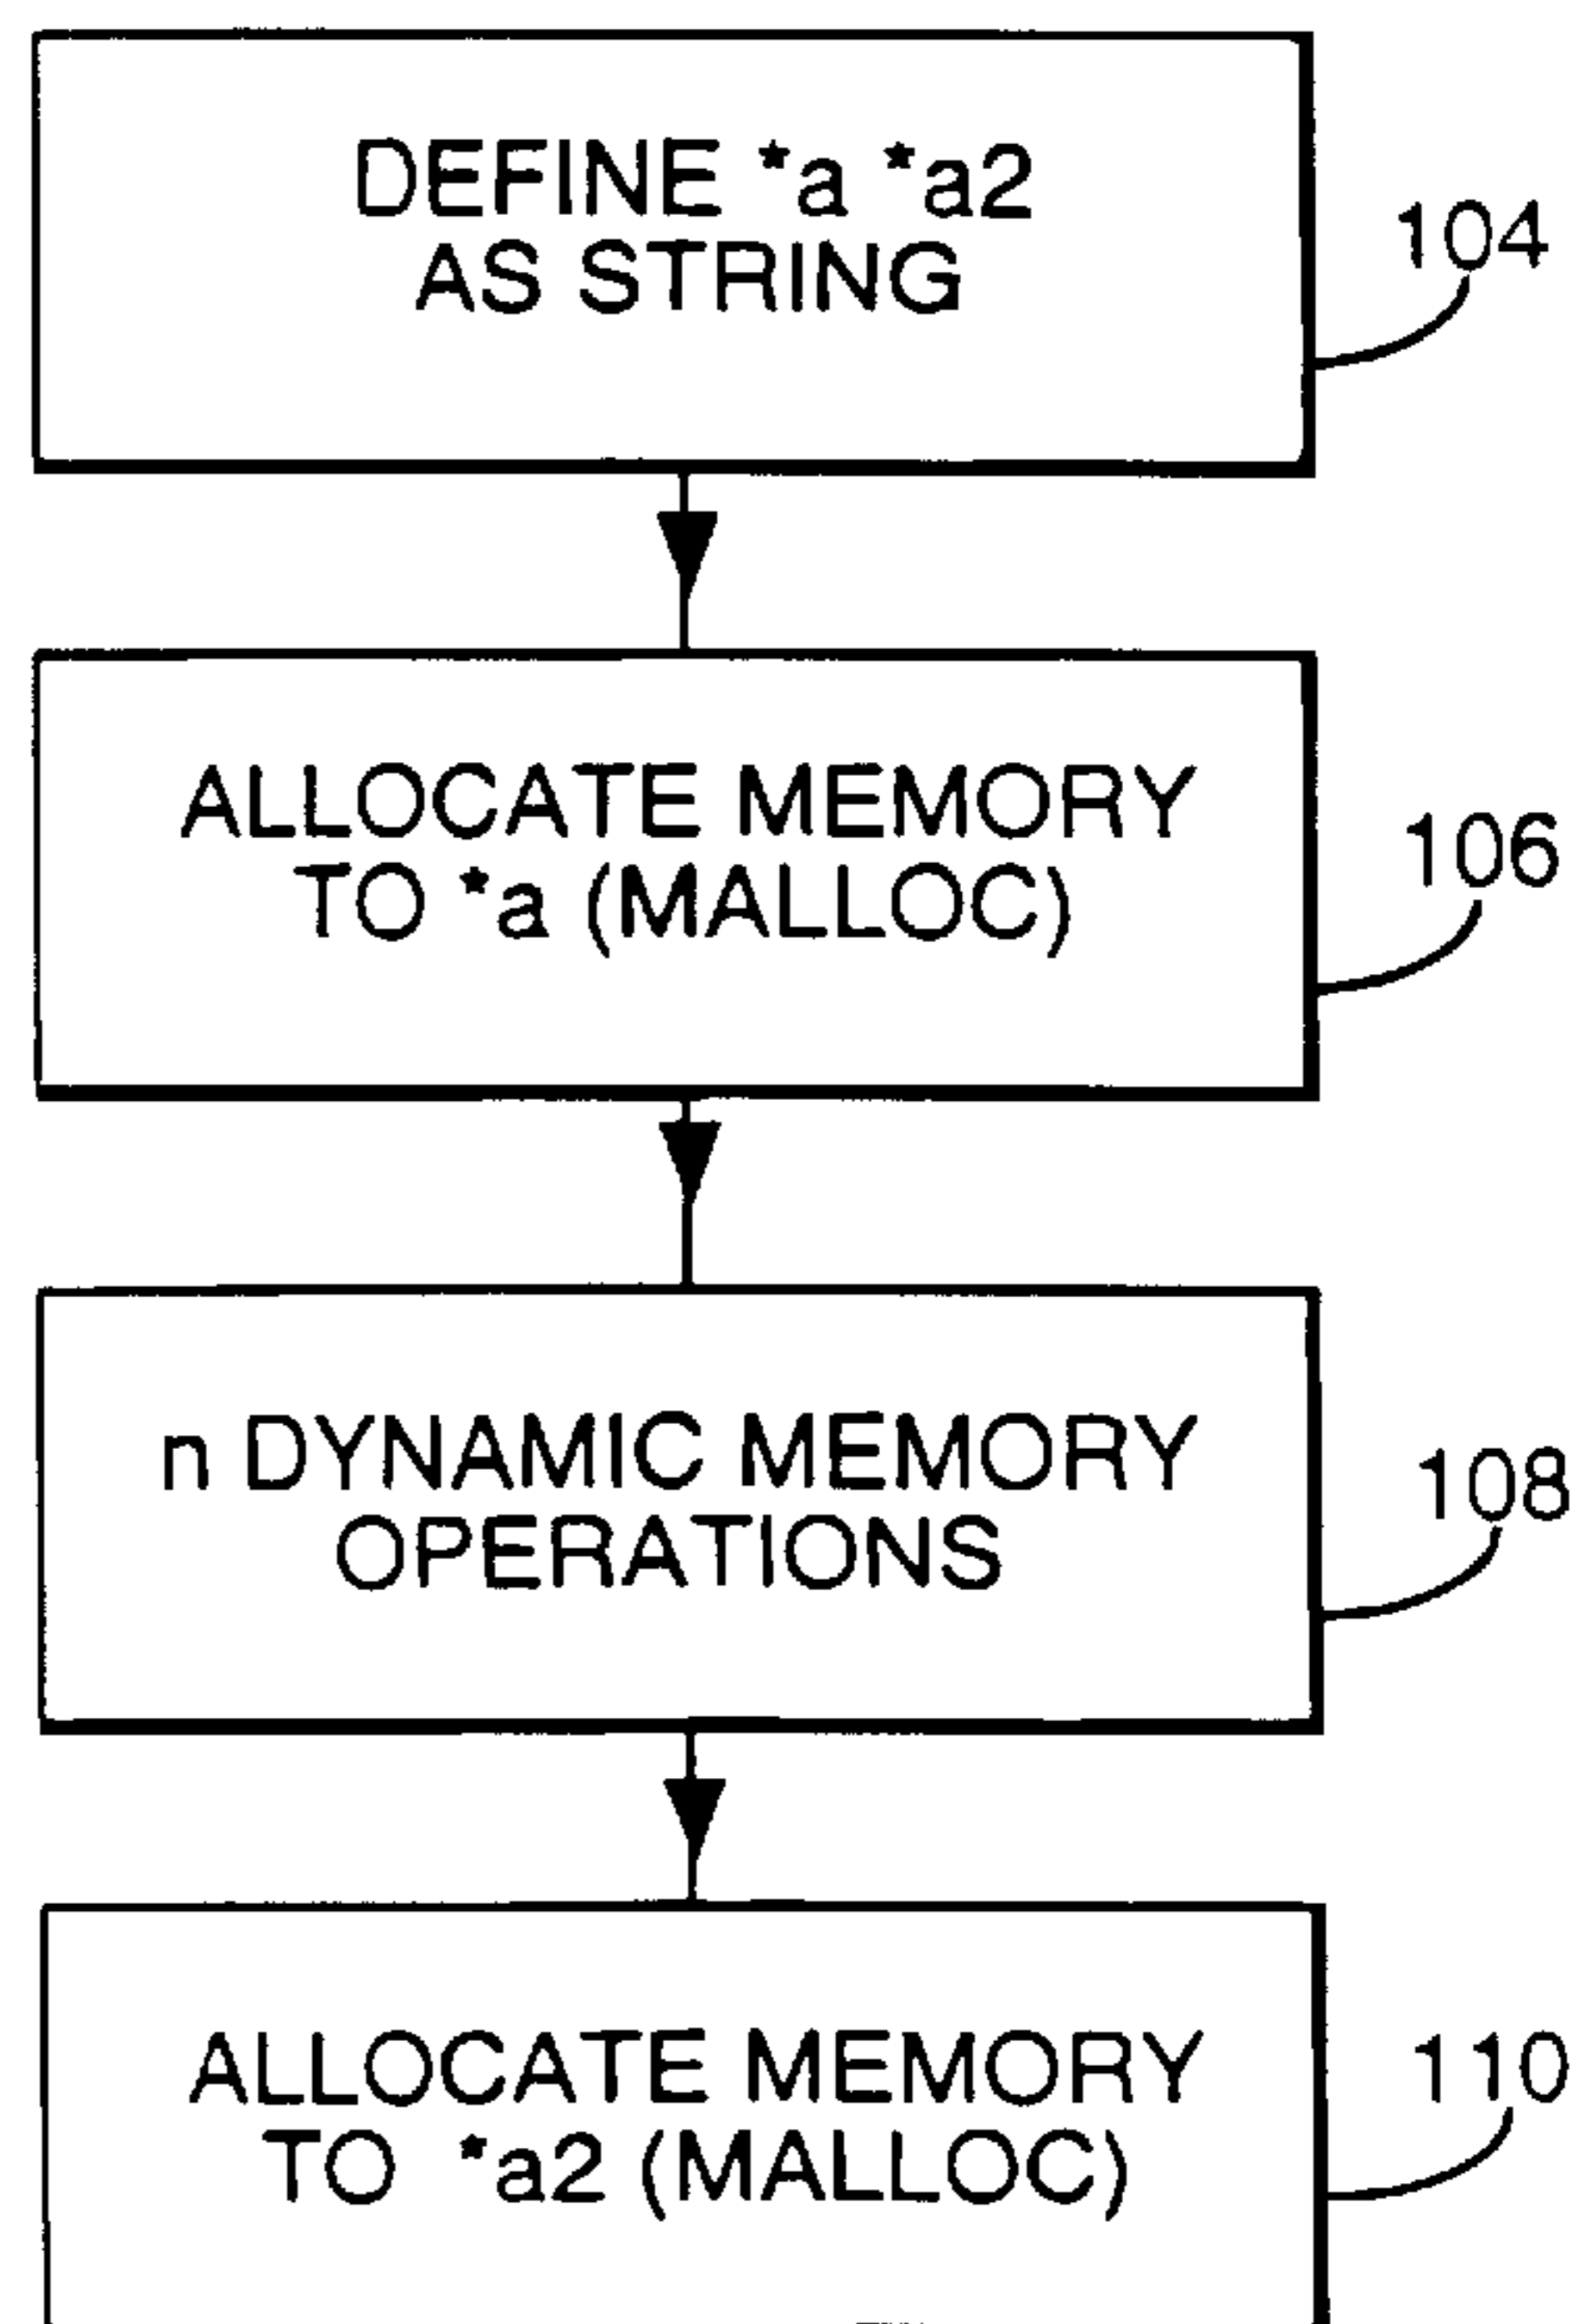 DEFINE *a *a2
AS STRING
104
ALLOCATE MEMORY
TO *a (MALLOC)
106
n DYNAMIC MEMORY
OPERATIONS
108
ALLOCATE MEMORY
TO *a2 (MALLOC)
110